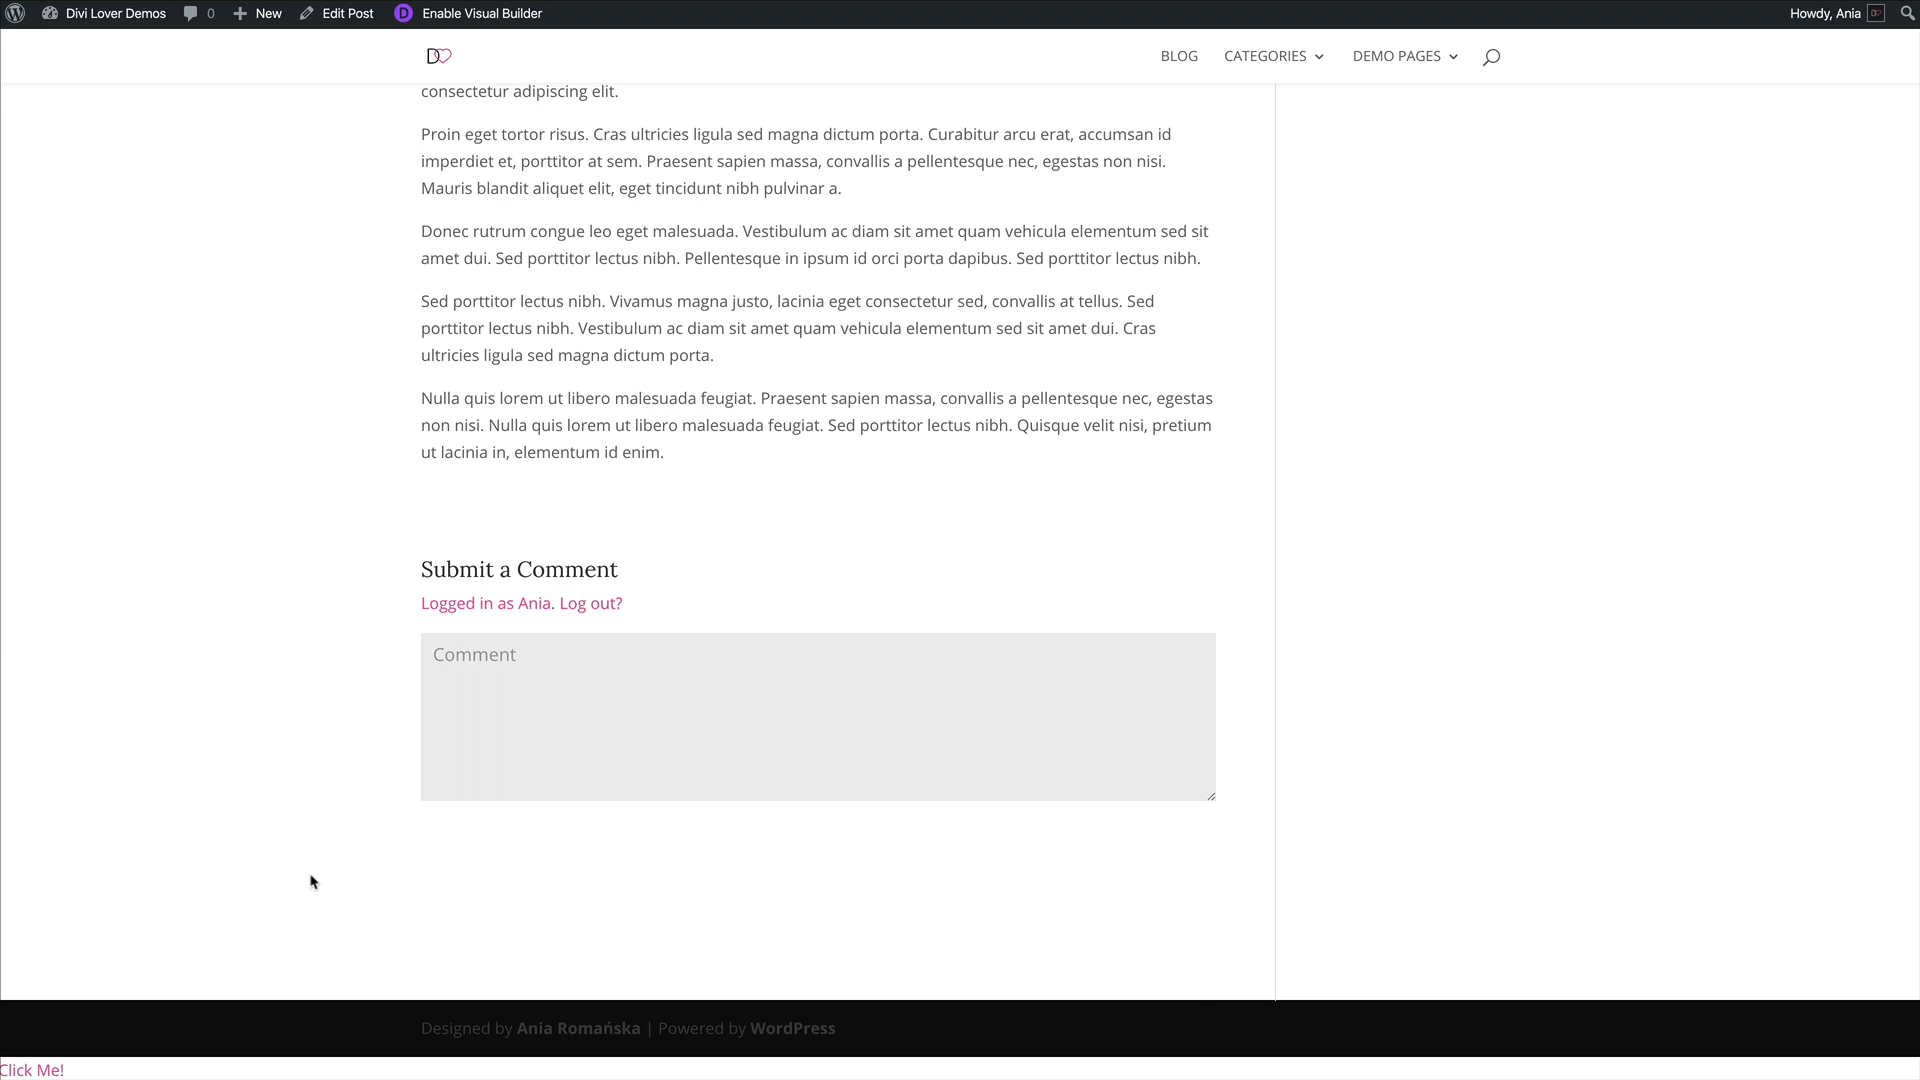 Divi Lover Demos 0 New Edit Post D Enable Visual Builder Howdy, Ania
D BLOG CATEGORIES DEMO PAGES
consectetur adipiscing elit.
Proin eget tortor risus. Cras ultricies ligula sed magna dictum porta. Curabitur arcu erat, accumsan id
imperdiet et, porttitor at sem. Praesent sapien massa, convallis a pellentesque nec, egestas non nisi.
Mauris blandit aliquet elit, eget tincidunt nibh pulvinar a.
Donec rutrum congue leo eget malesuada. Vestibulum ac diam sit amet quam vehicula elementum sed sit
amet dui. Sed porttitor lectus nibh. Pellentesque in ipsum id orci porta dapibus. Sed porttitor lectus nibh.
Sed porttitor lectus nibh. Vivamus magna justo, lacinia eget consectetur sed, convallis at tellus. Sed
porttitor lectus nibh. Vestibulum ac diam sit amet quam vehicula elementum sed sit amet dui. Cras
ultricies ligula sed magna dictum porta.
Nulla quis lorem ut libero malesuada feugiat. Praesent sapien massa, convallis a pellentesque nec, egestas
non nisi. Nulla quis lorem ut libero malesuada feugiat. Sed porttitor lectus nibh. Quisque velit nisi, pretium
ut lacinia in, elementum id enim.
Submit a Comment
Logged in as Ania. Log out?
Comment
Designed by Ania Romańska | Powered by WordPress
Click Me!